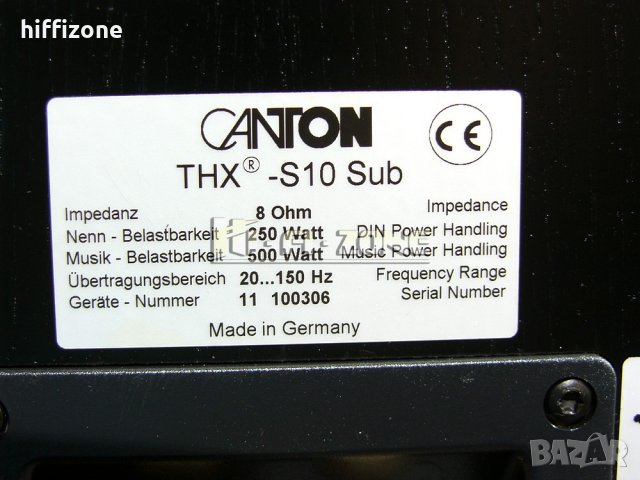 hiffizone
CANTON
CE
THX® -S10 Sub
Impedanz 8 Ohm Impedance
Nenn - Belastbarkeit 250 Watt DIN Power Handling
Musik - Belastbarkeit 500 Watt Music Power Handling
Übertragungsbereich 20...150 Hz Frequency Range
Geräte - Nummer 11 100306 Serial Number
Made in Germany
BAZAR